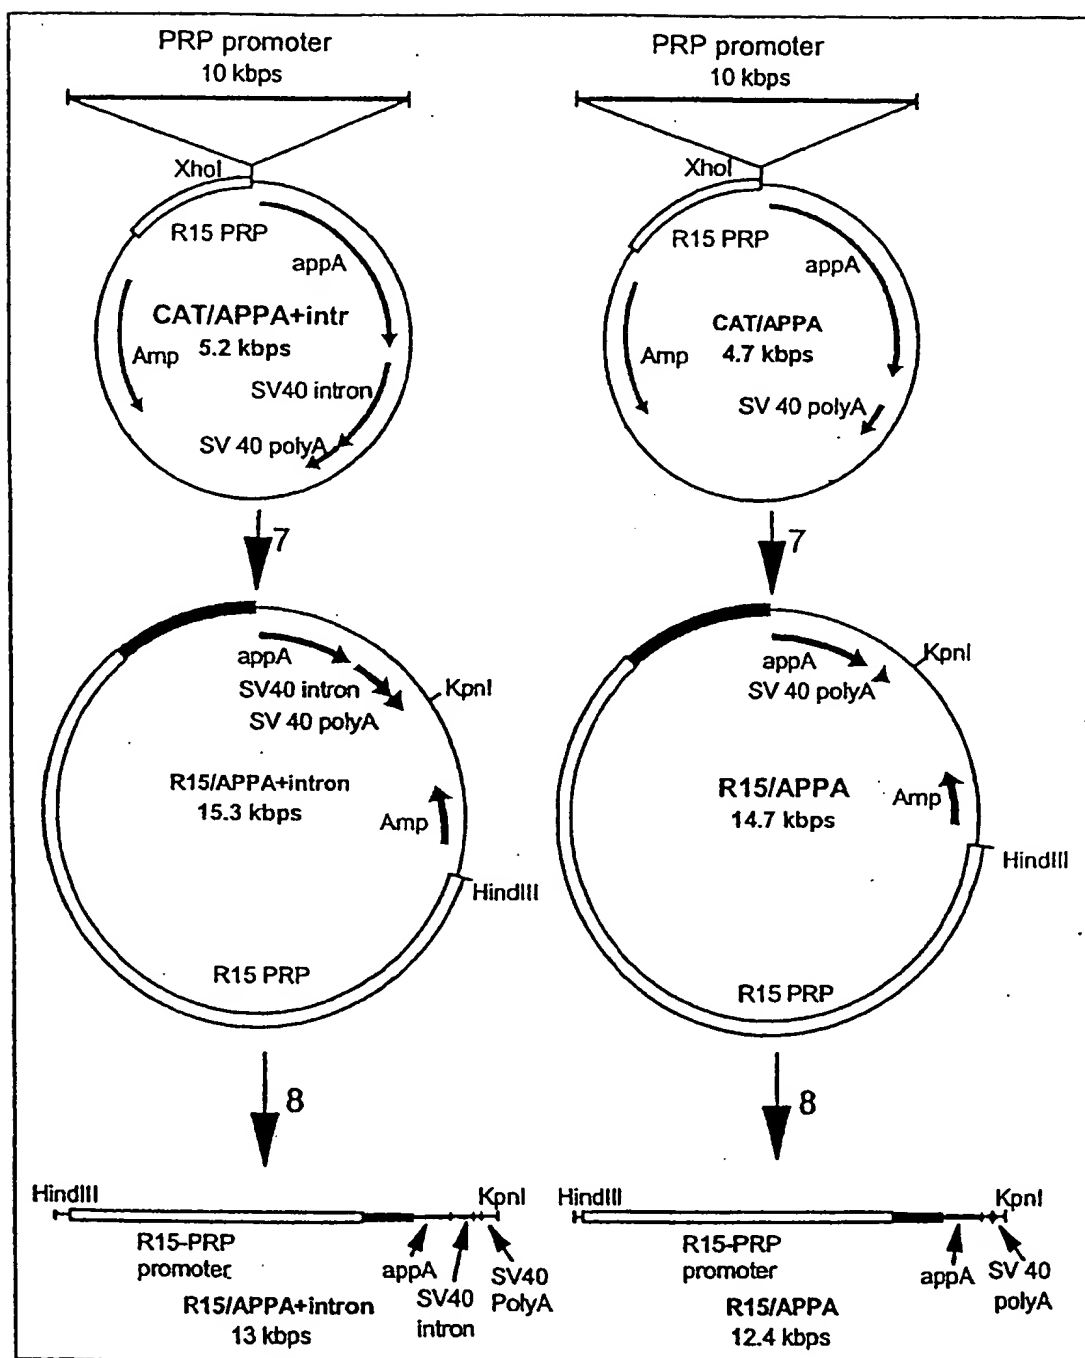 PRP promoter
10 kbps
XhoI
R15 PRP
appA
CAT/APPA+intr
5.2 kbps
Amp
SV40 intron
SV 40 polyA
7
appA
SV40 intron
SV 40 polyA
KpnI
R15/APPA+intron
15.3 kbps
Amp
HindIII
R15 PRP
8
HindIII
KpnI
R15-PRP
promoter
appA
SV40
intron
SV40
PolyA
R15/APPA+intron
13 kbps
PRP promoter
10 kbps
XhoI
R15 PRP
appA
CAT/APPA
4.7 kbps
Amp
SV 40 polyA
7
appA
SV 40 polyA
KpnI
R15/APPA
14.7 kbps
Amp
HindIII
R15 PRP
8
HindIII
KpnI
R15-PRP
promoter
appA
SV 40
polyA
R15/APPA
12.4 kbps